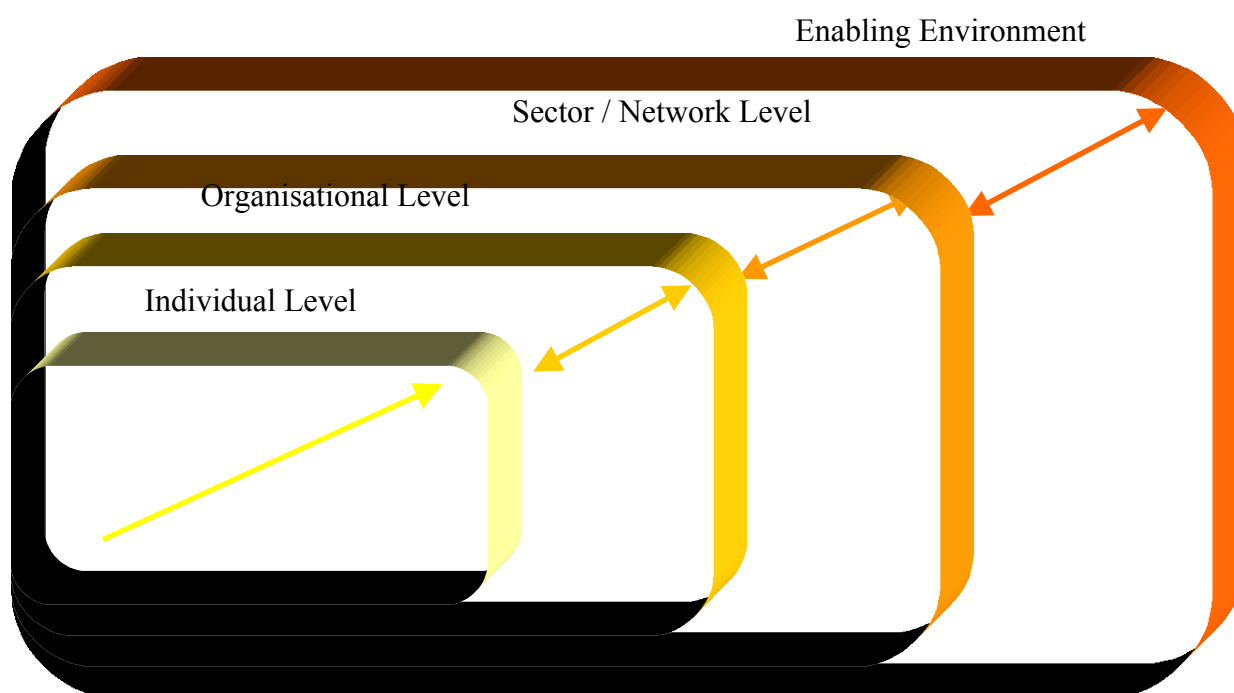 Enabling Environment
Sector / Network Level
Organisational Level
Individual Level